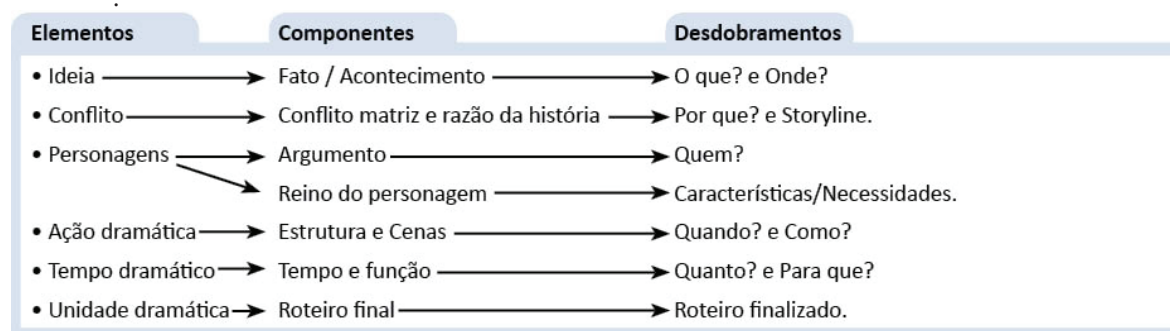 Elementos Componentes Desdobramentos
• Ideia Fato / Acontecimento O que? e Onde?
• Conflito Conflito matriz e razão da história Por que? e Storyline.
• Personagens Argumento Quem?
Reino do personagem Características/Necessidades.
• Ação dramática Estrutura e Cenas Quando? e Como?
• Tempo dramático Tempo e função Quanto? e Para que?
• Unidade dramática Roteiro final Roteiro finalizado.